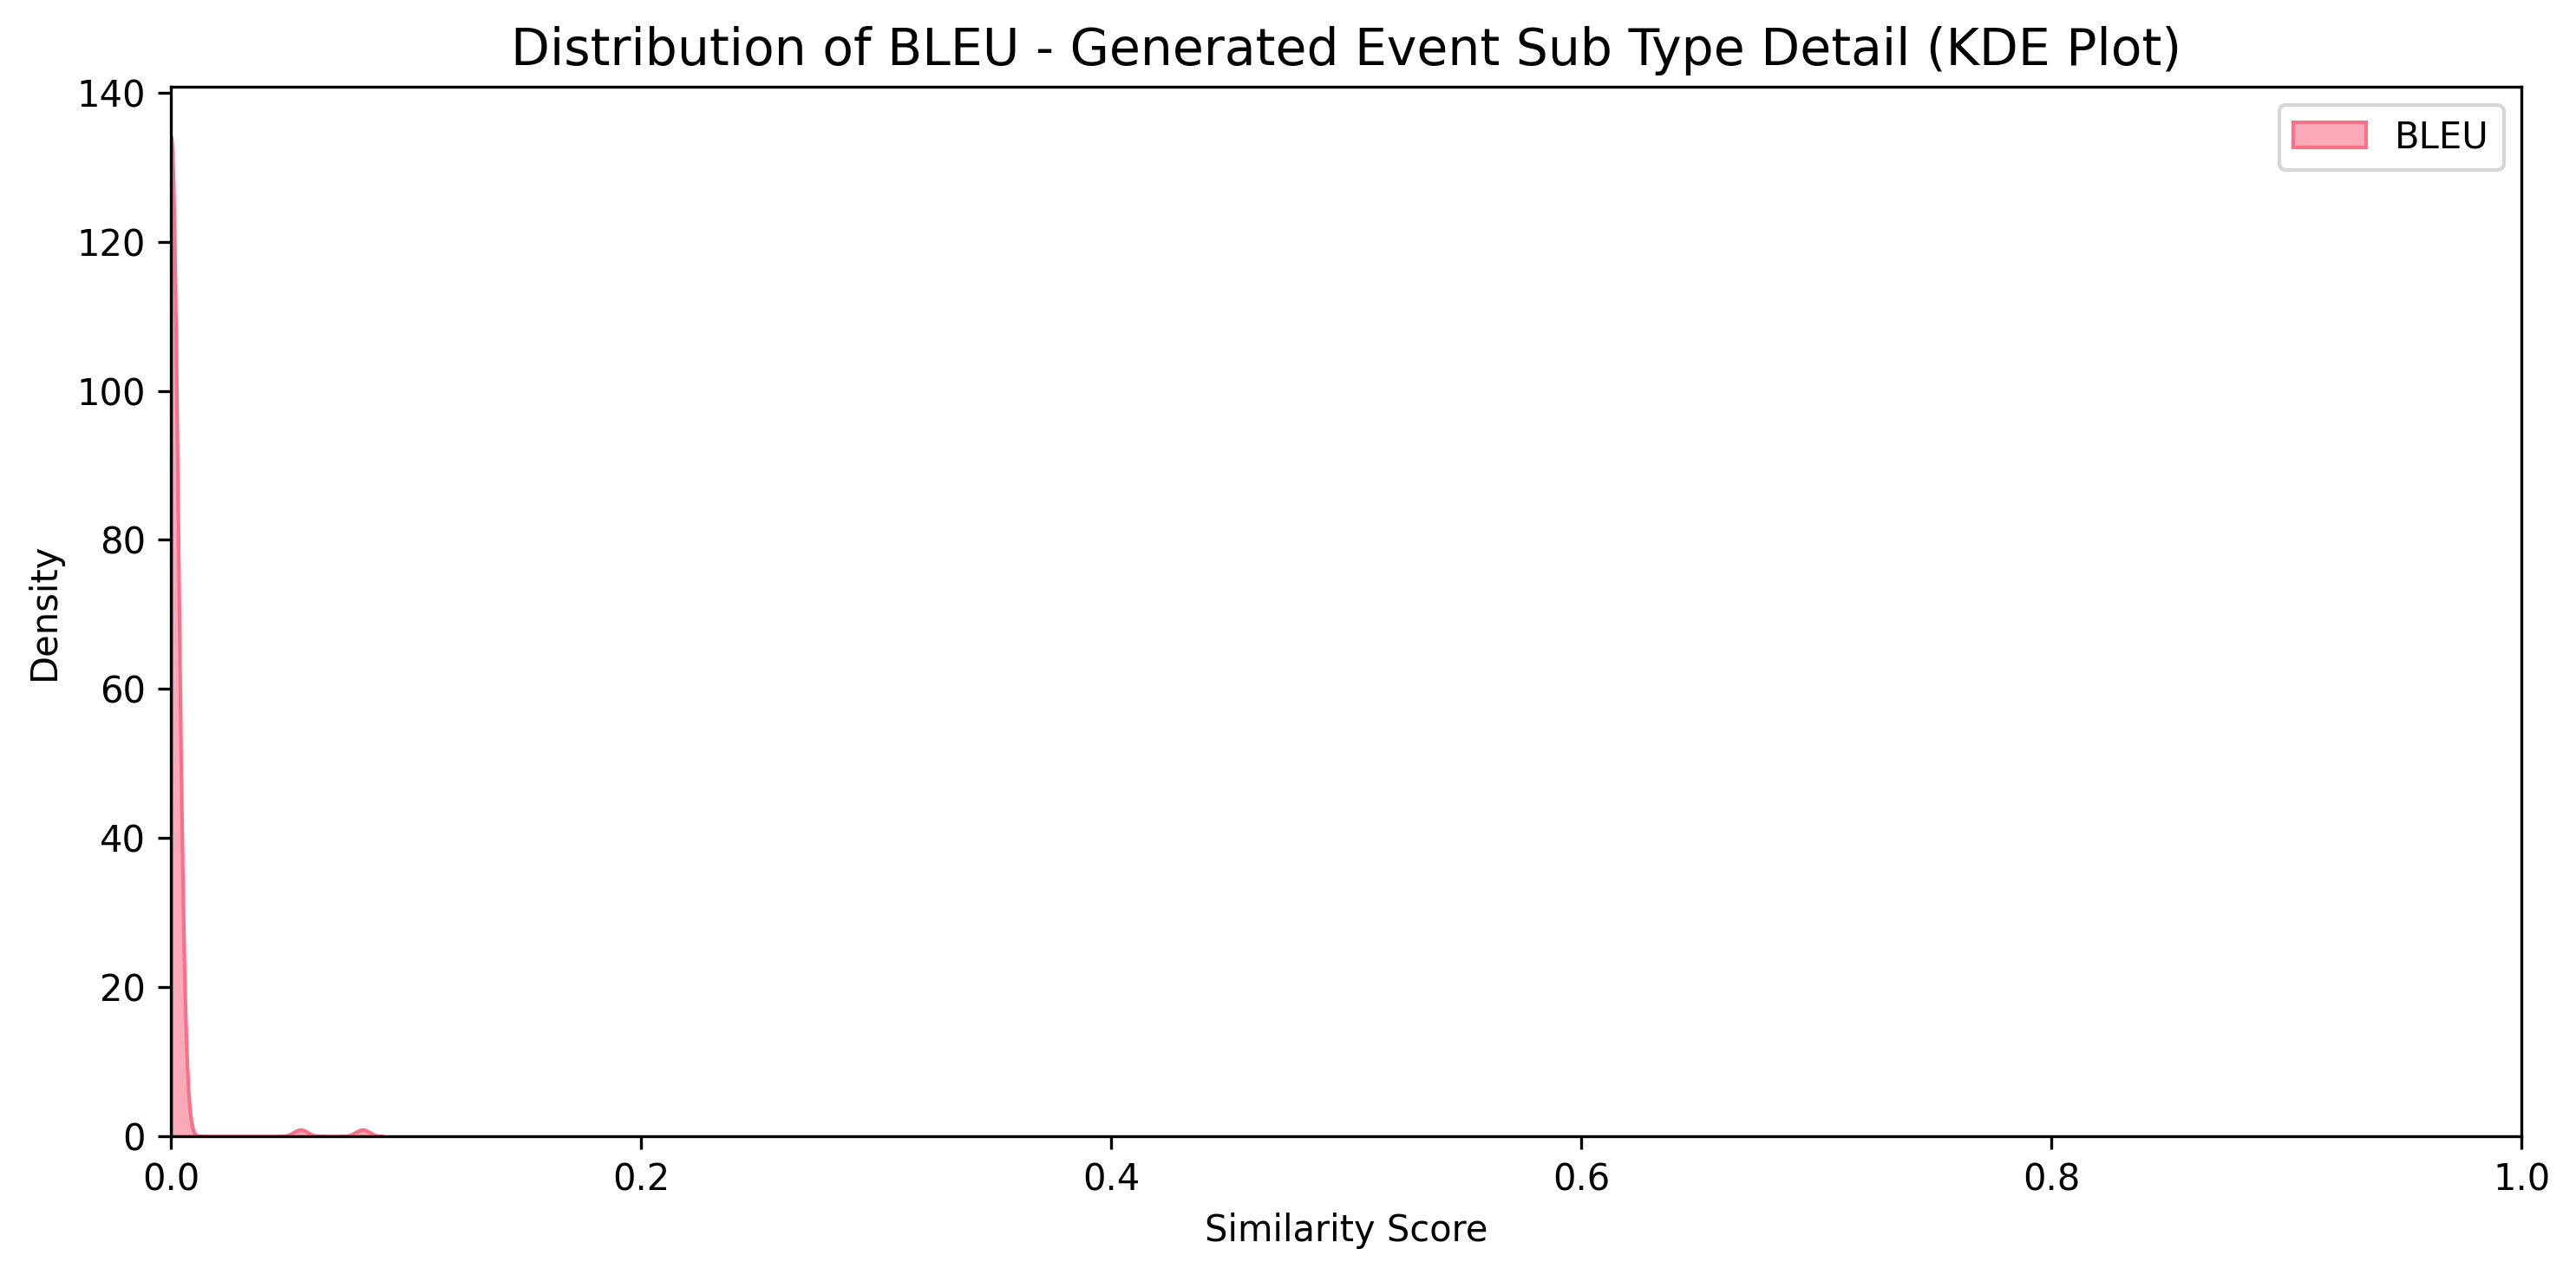 Distribution of BLEU - Generated Event Sub Type Detail (KDE Plot)
BLEU
140
120
100
80
60
40
20
0
Density
0.0 0.2 0.4 0.6 0.8 1.0
Similarity Score